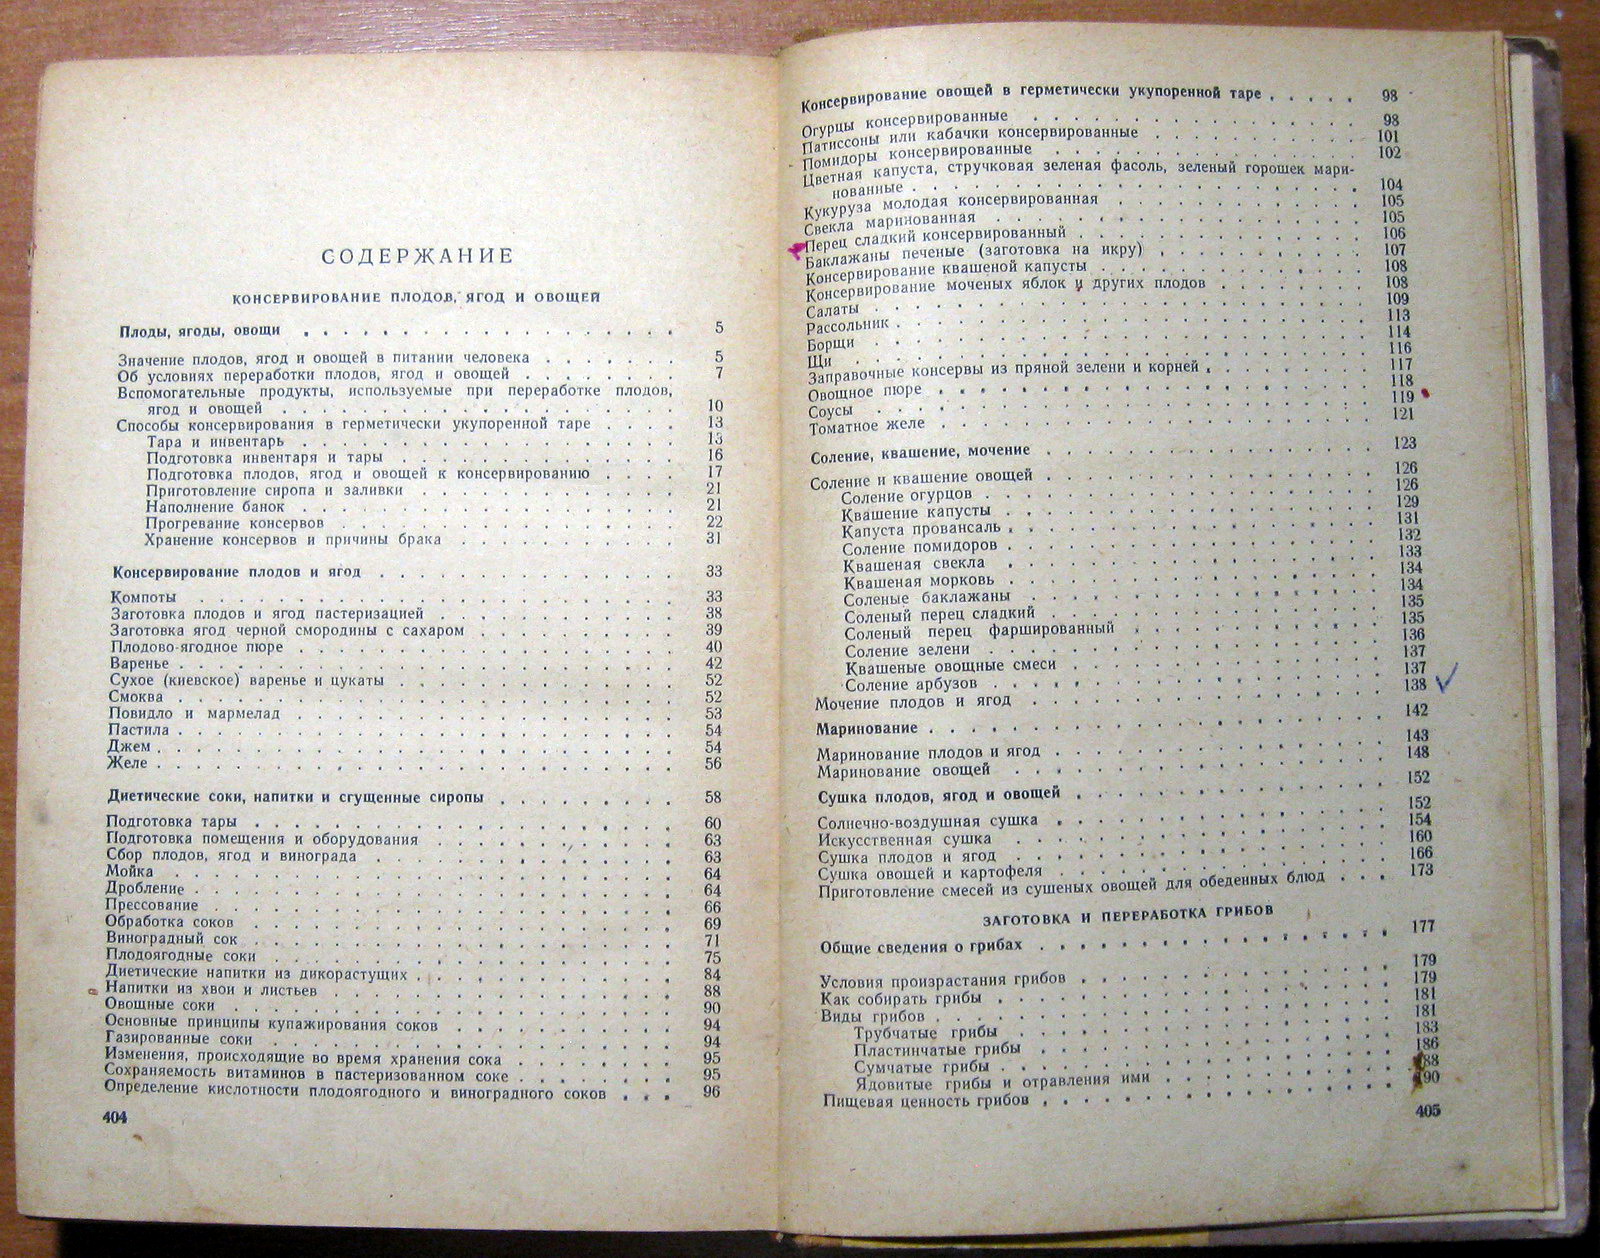 СОДЕРЖАНИЕ
КОНСЕРВИРОВАНИЕ ПЛОДОВ, ЯГОД И ОВОЩЕЙ
Плоды, ягоды, овощи . . . . . 5
Значение плодов, ягод и овощей в питании человека . . . . . 5
Об условиях переработки плодов, ягод и овощей . . . . . 7
Вспомогательные продукты, используемые при переработке плодов,
ягод и овощей . . . . . 10
Способы консервирования в герметически укупоренной таре . . . . 13
Тара и инвентарь . . . . . 13
Подготовка инвентаря и тары . . . . . 16
Подготовка плодов, ягод и овощей к консервированию . . . . 17
Приготовление сиропа и заливки . . . . . 21
Наполнение банок . . . . . 21
Прогревание консервов . . . . . 22
Хранение консервов и причины брака . . . . . 31
Консервирование плодов и ягод . . . . . 33
Компоты . . . . . 33
Заготовка плодов и ягод пастеризацией . . . . . 38
Заготовка ягод черной смородины с сахаром . . . . . 39
Плодово-ягодное пюре . . . . . 40
Варенье . . . . . 42
Сухое (киевское) варенье и цукаты . . . . . 52
Смоква . . . . . 52
Повидло и мармелад . . . . . 53
Пастила . . . . . 54
Джем . . . . . 54
Желе . . . . . 56
Диетические соки, напитки и сгущенные сиропы . . . . . 58
Подготовка тары . . . . . 60
Подготовка помещения и оборудования . . . . . 63
Сбор плодов, ягод и винограда . . . . . 63
Мойка . . . . . 64
Дробление . . . . . 64
Прессование . . . . . 66
Обработка соков . . . . . 69
Виноградный сок . . . . . 71
Плодоягодные соки . . . . . 75
Диетические напитки из дикорастущих . . . . . 84
Напитки из хвои и листьев . . . . . 88
Овощные соки . . . . . 90
Основные принципы купажирования соков . . . . . 94
Газированные соки . . . . . 94
Изменения, происходящие во время хранения сока . . . . . 95
Сохраняемость витаминов в пастеризованном соке . . . . . 95
Определение кислотности плодоягодного и виноградного соков . . . 96
404
Консервирование овощей в герметически укупоренной таре . . . . . 98
Огурцы консервированные . . . . . 98
Патиссоны или кабачки консервированные . . . . . 101
Помидоры консервированные . . . . . 102
Цветная капуста, стручковая зеленая фасоль, зеленый горошек мари-
нованные . . . . . 104
Кукуруза молодая консервированная . . . . . 105
Свекла маринованная . . . . . 105
Перец сладкий консервированный . . . . . 106
Баклажаны печеные (заготовка на икру) . . . . . 107
Консервирование квашеной капусты . . . . . 108
Консервирование моченых яблок и других плодов . . . . . 108
Салаты . . . . . 109
Рассольник . . . . . 113
Борщи . . . . . 114
Щи . . . . . 116
Заправочные консервы из пряной зелени и корней . . . . . 117
Овощное пюре . . . . . 118
Соусы . . . . . 119
Томатное желе . . . . . 121
Соление, квашение, мочение . . . . . 123
Соление и квашение овощей . . . . . 126
Соление огурцов . . . . . 126
Квашение капусты . . . . . 129
Капуста провансаль . . . . . 131
Соление помидоров . . . . . 132
Квашеная свекла . . . . . 133
Квашеная морковь . . . . . 134
Соленые баклажаны . . . . . 134
Соленый перец сладкий . . . . . 135
Соленый перец фаршированный . . . . . 135
Соление зелени . . . . . 136
Квашеные овощные смеси . . . . . 137
Соление арбузов . . . . . 137
Мочение плодов и ягод . . . . . 138
Маринование . . . . . 142
Маринование плодов и ягод . . . . . 143
Маринование овощей . . . . . 148
Сушка плодов, ягод и овощей . . . . . 152
Солнечно-воздушная сушка . . . . . 152
Искусственная сушка . . . . . 154
Сушка плодов и ягод . . . . . 160
Сушка овощей и картофеля . . . . . 166
Приготовление смесей из сушеных овощей для обеденных блюд . . . 173
ЗАГОТОВКА И ПЕРЕРАБОТКА ГРИБОВ
Общие сведения о грибах . . . . . 177
Условия произрастания грибов . . . . . 179
Как собирать грибы . . . . . 179
Виды грибов . . . . . 181
Трубчатые грибы . . . . . 181
Пластинчатые грибы . . . . . 183
Сумчатые грибы . . . . . 186
Ядовитые грибы и отравления ими . . . . . 188
Пищевая ценность грибов . . . . . 190
405